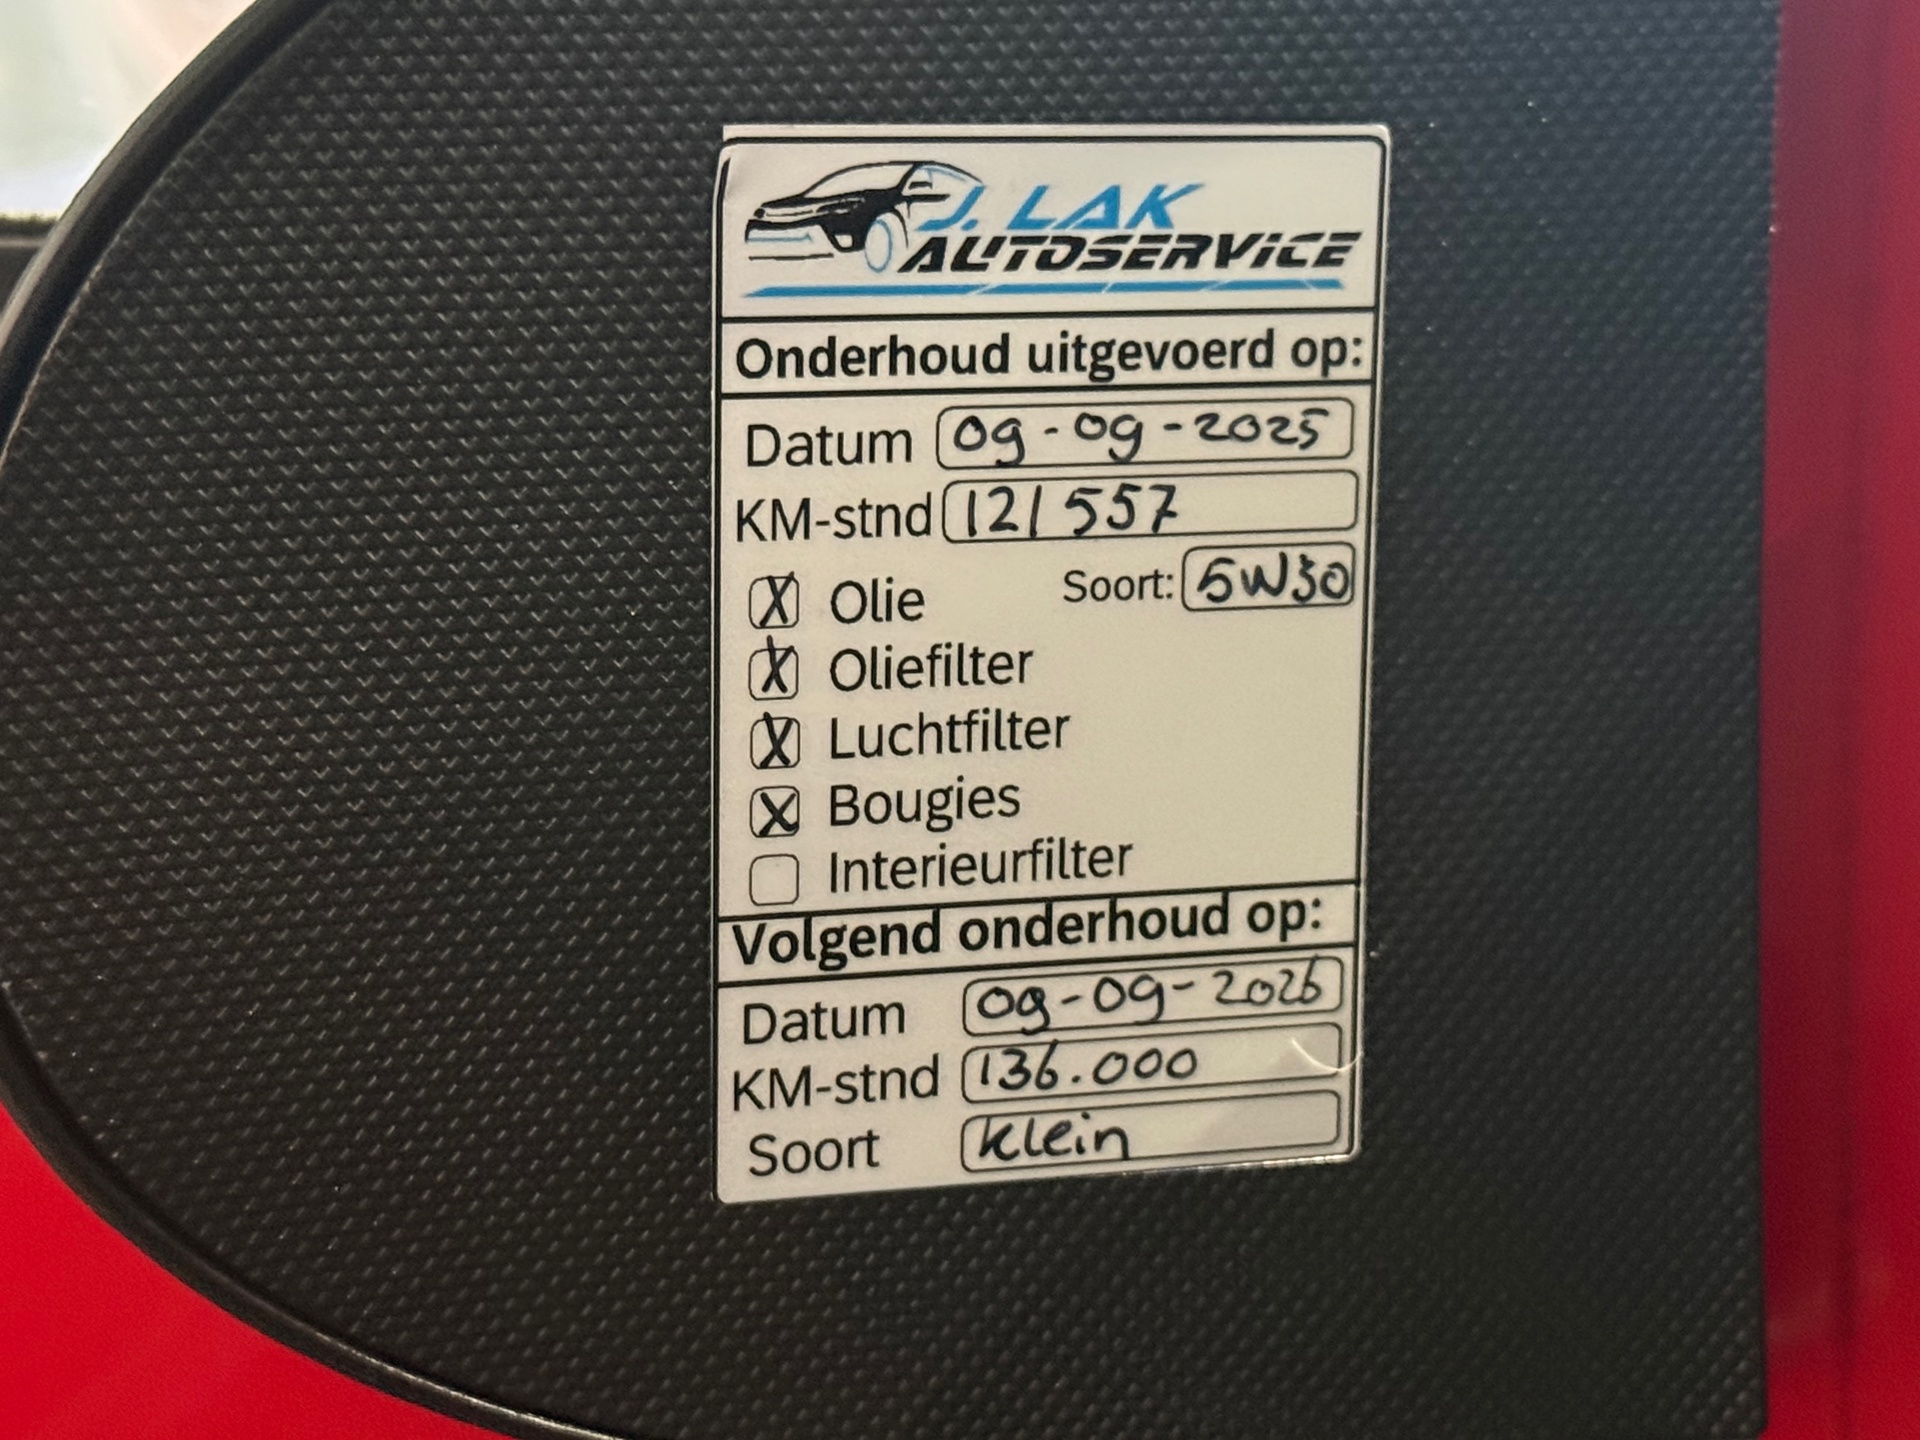 J. LAK
AUTOSERVICE
Onderhoud uitgevoerd op:
Datum 09-09-2025
KM-stnd 121557
X Olie Soort: 5W30
X Oliefilter
X Luchtfilter
X Bougies
Interieurfilter
Volgend onderhoud op:
Datum 09-09-2026
KM-stnd 136.000
Soort klein